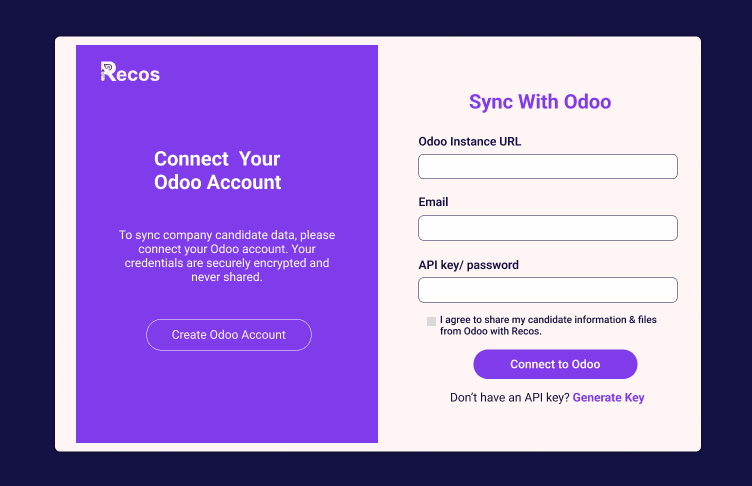 Recos
Connect Your
Odoo Account
To sync company candidate data, please
connect your Odoo account. Your
credentials are securely encrypted and
never shared.
Create Odoo Account
Sync With Odoo
Odoo Instance URL
Email
API key/ password
I agree to share my candidate information & files
from Odoo with Recos.
Connect to Odoo
Don't have an API key? Generate Key